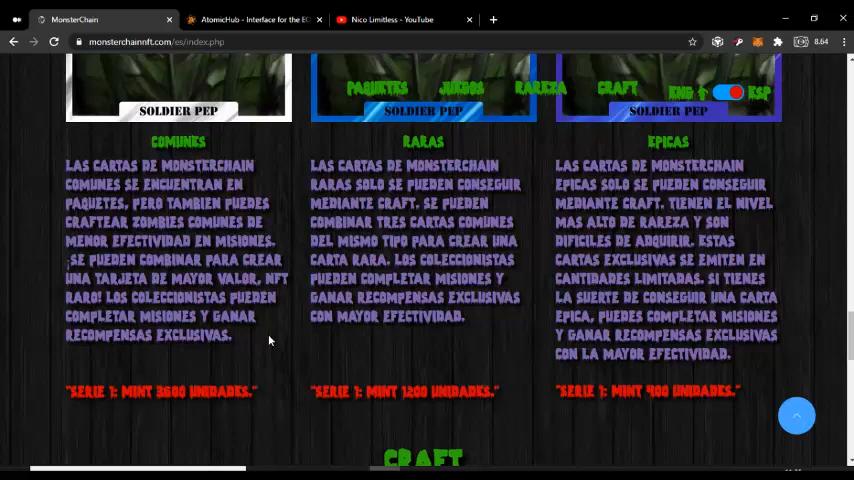 MonsterChain
AtomicHub - Interface for the EO
Nico Limitless - YouTube
monsterchainnft.com/es/index.php
8.64
PAQUETES JUEGOS RAREZA CRAFT ENG ESP
SOLDIER PEP
SOLDIER PEP
SOLDIER PEP
COMUNES
LAS CARTAS DE MONSTERCHAIN
COMUNES SE ENCUENTRAN EN
PAQUETES, PERO TAMBIEN PUEDES
CRAFTEAR ZOMBIES COMUNES DE
MENOR EFECTIVIDAD EN MISIONES.
¡SE PUEDEN COMBINAR PARA CREAR
UNA TARJETA DE MAYOR VALOR, NFT
RARO! LOS COLECCIONISTAS PUEDEN
COMPLETAR MISIONES Y GANAR
RECOMPENSAS EXCLUSIVAS.
"SERIE 1: MINT 3600 UNIDADES."
RARAS
LAS CARTAS DE MONSTERCHAIN
RARAS SOLO SE PUEDEN CONSEGUIR
MEDIANTE CRAFT. SE PUEDEN
COMBINAR TRES CARTAS COMUNES
DEL MISMO TIPO PARA CREAR UNA
CARTA RARA. LOS COLECCIONISTAS
PUEDEN COMPLETAR MISIONES Y
GANAR RECOMPENSAS EXCLUSIVAS
CON MAYOR EFECTIVIDAD.
"SERIE 1: MINT 1200 UNIDADES."
EPICAS
LAS CARTAS DE MONSTERCHAIN
EPICAS SOLO SE PUEDEN CONSEGUIR
MEDIANTE CRAFT. TIENEN EL NIVEL
MAS ALTO DE RAREZA Y SON
DIFICILES DE ADQUIRIR. ESTAS
CARTAS EXCLUSIVAS SE EMITEN EN
CANTIDADES LIMITADAS. SI TIENES
LA SUERTE DE CONSEGUIR UNA CARTA
EPICA, PUEDES COMPLETAR MISIONES
Y GANAR RECOMPENSAS EXCLUSIVAS
CON LA MAYOR EFECTIVIDAD.
"SERIE 1: MINT 400 UNIDADES."
CRAFT